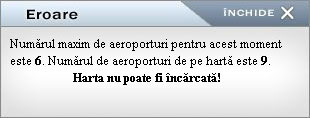 Eroare
ÎNCHIDE
Numărul maxim de aeroporturi pentru acest moment
este 6. Numărul de aeroporturi de pe hartă este 9.
Harta nu poate fi încărcată!